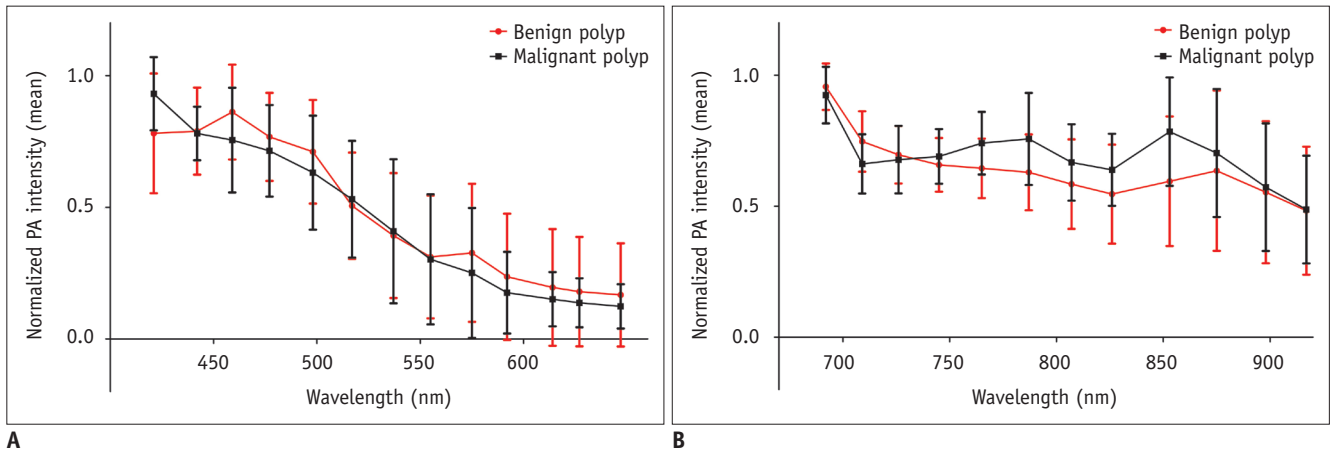 Benign polyp
Malignant polyp
1.0
0.5
0.0
Normalized PA intensity (mean)
450 500 550 600
Wavelength (nm)
A
Benign polyp
Malignant polyp
1.0
0.5
0.0
Normalized PA intensity (mean)
700 750 800 850 900
Wavelength (nm)
B